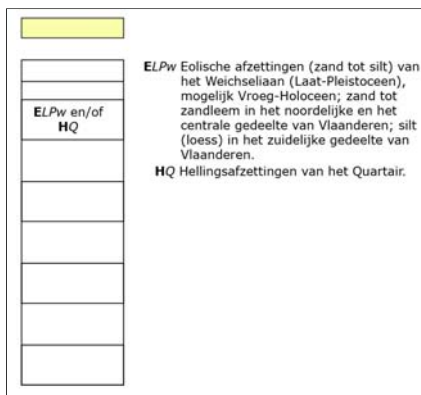 ELPw en/of
HQ
ELPw Eolische afzettingen (zand tot silt) van
het Weichseliaan (Laat-Pleistoceen),
mogelijk Vroeg-Holoceen; zand tot
zandleem in het noordelijke en het
centrale gedeelte van Vlaanderen; silt
(loess) in het zuidelijke gedeelte van
Vlaanderen.
HQ Hellingsafzettingen van het Quartair.